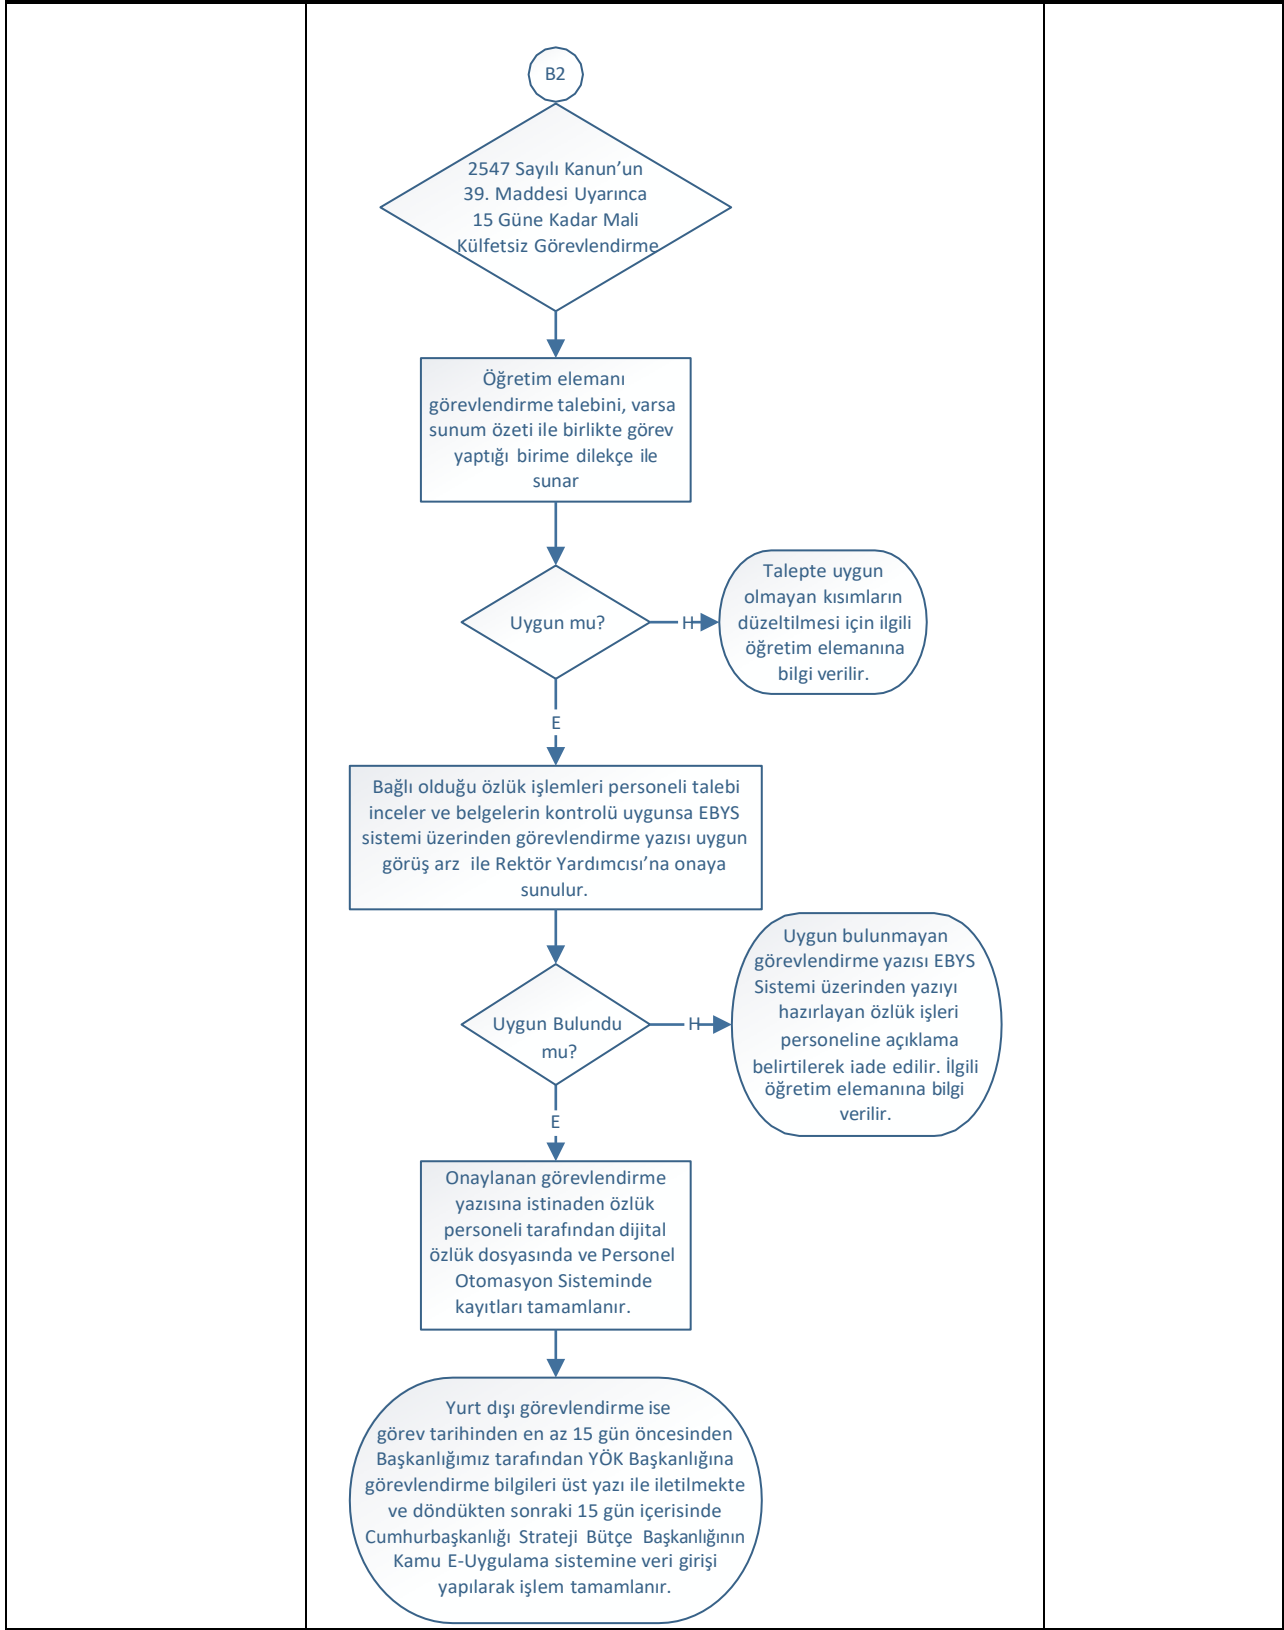 B2
2547 Sayılı Kanun’un
39. Maddesi Uyarınca
15 Güne Kadar Mali
Külfetsiz Görevlendirme
Öğretim elemanı
görevlendirme talebini, varsa
sunum özeti ile birlikte görev
yaptığı birime dilekçe ile
sunar
Uygun mu?
H
Talepte uygun
olmayan kısımların
düzeltilmesi için ilgili
öğretim elemanına
bilgi verilir.
E
Bağlı olduğu özlük işlemleri personeli talebi
inceler ve belgelerin kontrolü uygunsa EBYS
sistemi üzerinden görevlendirme yazısı uygun
görüş arz ile Rektör Yardımcısı’na onaya
sunulur.
Uygun Bulundu
mu?
H
Uygun bulunmayan
görevlendirme yazısı EBYS
Sistemi üzerinden yazıyı
hazırlayan özlük işleri
personeline açıklama
belirtilerek iade edilir. İlgili
öğretim elemanına bilgi
verilir.
E
Onaylanan görevlendirme
yazısına istinaden özlük
personeli tarafından dijital
özlük dosyasında ve Personel
Otomasyon Sisteminde
kayıtları tamamlanır.
Yurt dışı görevlendirme ise
görev tarihinden en az 15 gün öncesinden
Başkanlığımız tarafından YÖK Başkanlığına
görevlendirme bilgileri üst yazı ile iletilmekte
ve döndükten sonraki 15 gün içerisinde
Cumhurbaşkanlığı Strateji Bütçe Başkanlığının
Kamu E-Uygulama sistemine veri girişi
yapılarak işlem tamamlanır.